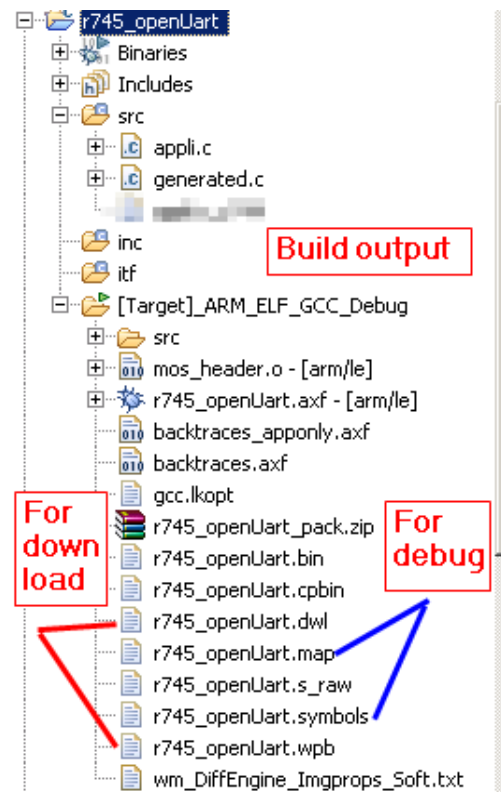 r745_openUart
Binaries
Includes
src
appli.c
generated.c
Build output
inc
itf
[Target]_ARM_ELF_GCC_Debug
src
mos_header.o - [arm/le]
r745_openUart.axf - [arm/le]
backtraces_apponly.axf
backtraces.axf
gcc.lkopt
For
down
load
For
debug
r745_openUart_pack.zip
r745_openUart.bin
r745_openUart.cpbin
r745_openUart.dwl
r745_openUart.map
r745_openUart.s_raw
r745_openUart.symbols
r745_openUart.wpb
wm_DiffEngine_Imgprops_Soft.txt